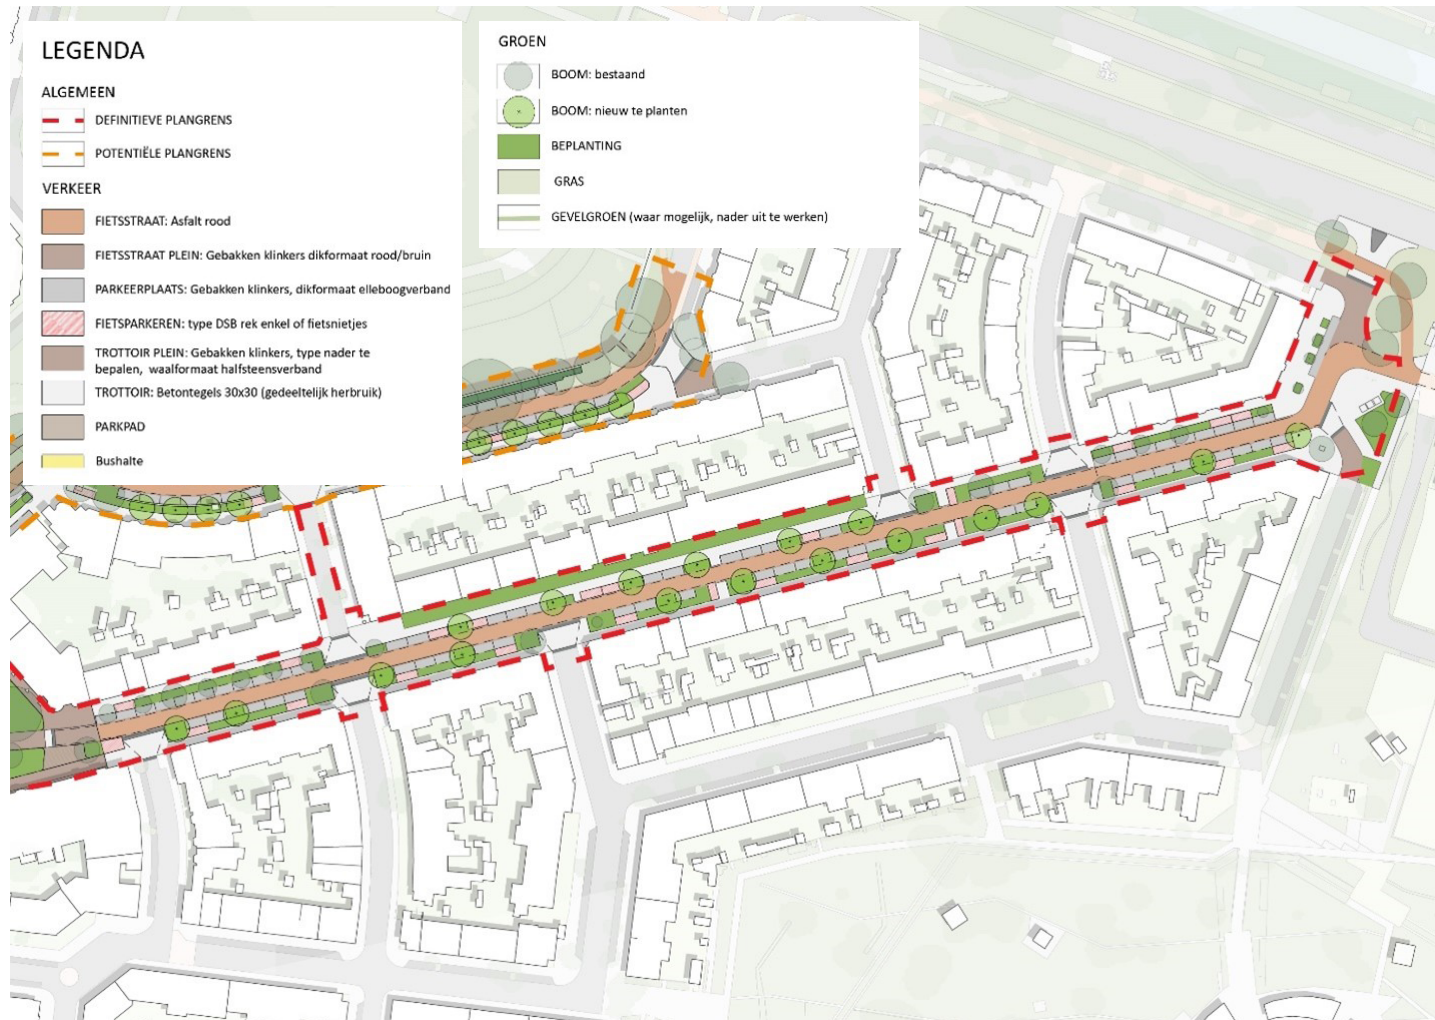 LEGENDA
ALGEMEEN
DEFINITIEVE PLANGRENS
POTENTIËLE PLANGRENS
VERKEER
FIETSSTRAAT: Asfalt rood
FIETSSTRAAT PLEIN: Gebakken klinkers dikformaat rood/bruin
PARKEERPLAATS: Gebakken klinkers, dikformaat elleboogverband
FIETSPARKEREN: type DSB rek enkel of fietsnietjes
TROTTOIR PLEIN: Gebakken klinkers, type nader te
bepalen, waalformaat halfsteensverband
TROTTOIR: Betontegels 30x30 (gedeeltelijk herbruik)
PARKPAD
Bushalte
GROEN
BOOM: bestaand
BOOM: nieuw te planten
BEPLANTING
GRAS
GEVELGROEN (waar mogelijk, nader uit te werken)